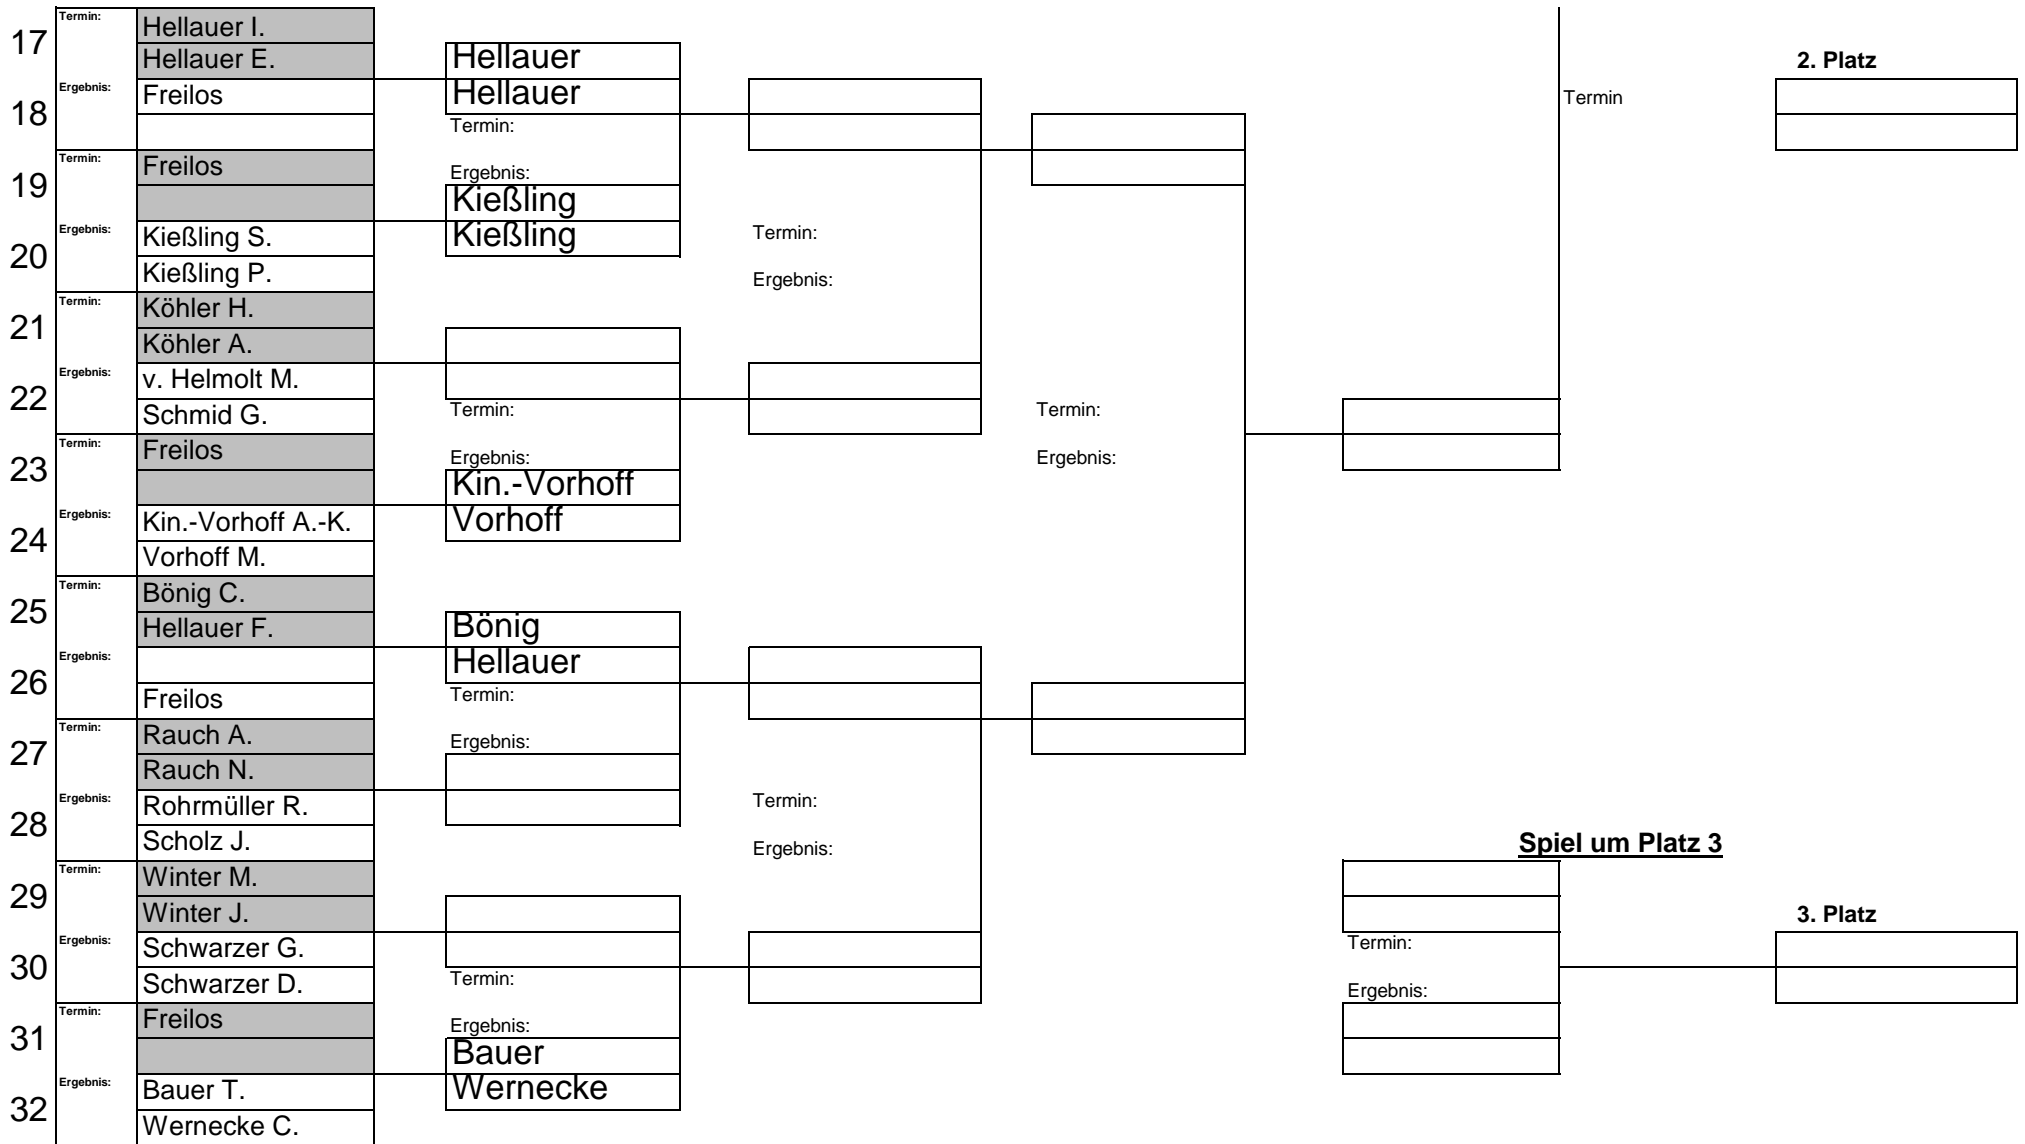 17
Termin:
Hellauer I.
Hellauer E.
Ergebnis:
18
Freilos
19
Termin:
Freilos
Ergebnis:
20
Kießling S.
Kießling P.
21
Termin:
Köhler H.
Köhler A.
Ergebnis:
22
v. Helmolt M.
Schmid G.
23
Termin:
Freilos
Ergebnis:
24
Kin.-Vorhoff A.-K.
Vorhoff M.
25
Termin:
Bönig C.
Hellauer F.
Ergebnis:
26
Freilos
27
Termin:
Rauch A.
Rauch N.
Ergebnis:
28
Rohrmüller R.
Scholz J.
29
Termin:
Winter M.
Winter J.
Ergebnis:
30
Schwarzer G.
Schwarzer D.
31
Termin:
Freilos
Ergebnis:
32
Bauer T.
Wernecke C.
Hellauer
Hellauer
Termin:
Ergebnis:
Kießling
Kießling
Termin:
Ergebnis:
Kin.-Vorhoff
Vorhoff
Bönig
Hellauer
Termin:
Ergebnis:
Termin:
Ergebnis:
Bauer
Wernecke
Termin:
Ergebnis:
Termin:
Ergebnis:
Termin:
Ergebnis:
Termin
2. Platz
Spiel um Platz 3
Termin:
Ergebnis:
3. Platz